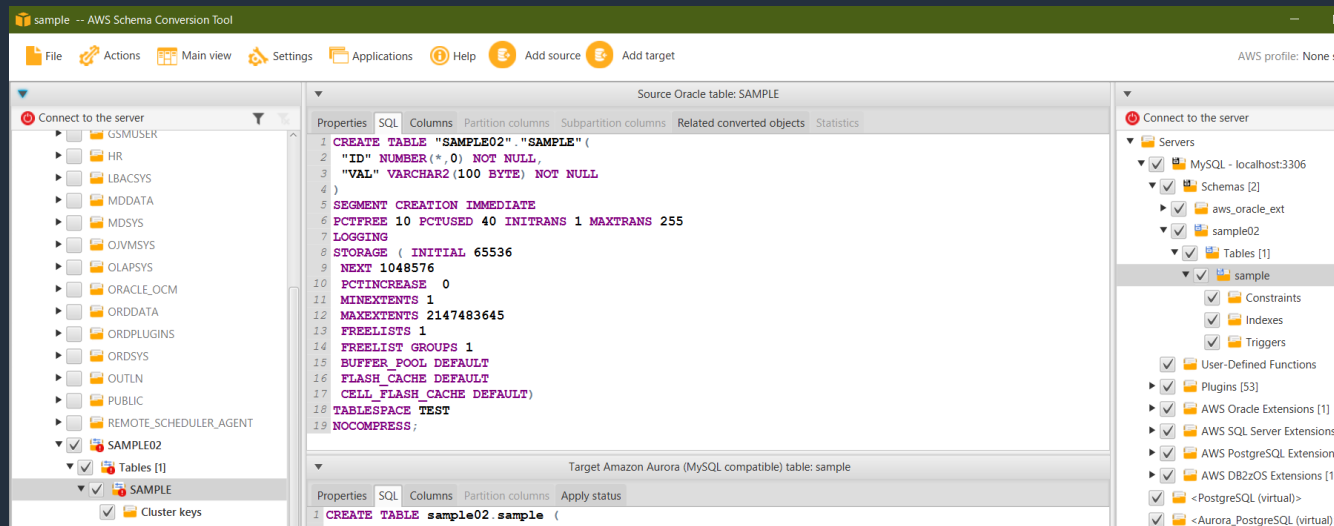 sample -- AWS Schema Conversion Tool
File Actions Main view Settings Applications Help Add source Add target AWS profile: None
Connect to the server
GSMUSER
HR
LBACSYS
MDDATA
MDSYS
OJVMSYS
OLAPSYS
ORACLE_OCM
ORDDATA
ORDPLUGINS
ORDSYS
OUTLN
PUBLIC
REMOTE_SCHEDULER_AGENT
SAMPLE02
Tables [1]
SAMPLE
Cluster keys
Source Oracle table: SAMPLE
Properties SQL Columns Partition columns Subpartition columns Related converted objects Statistics
1 CREATE TABLE "SAMPLE02"."SAMPLE"(
2 "ID" NUMBER(*,0) NOT NULL,
3 "VAL" VARCHAR2(100 BYTE) NOT NULL
4 )
5 SEGMENT CREATION IMMEDIATE
6 PCTFREE 10 PCTUSED 40 INITRANS 1 MAXTRANS 255
7 LOGGING
8 STORAGE ( INITIAL 65536
9 NEXT 1048576
10 PCTINCREASE 0
11 MINEXTENTS 1
12 MAXEXTENTS 2147483645
13 FREELISTS 1
14 FREELIST GROUPS 1
15 BUFFER_POOL DEFAULT
16 FLASH_CACHE DEFAULT
17 CELL_FLASH_CACHE DEFAULT)
18 TABLESPACE TEST
19 NOCOMPRESS;
Target Amazon Aurora (MySQL compatible) table: sample
Properties SQL Columns Partition columns Apply status
1 CREATE TABLE sample02.sample (
Connect to the server
Servers
MySQL - localhost:3306
Schemas [2]
aws_oracle_ext
sample02
Tables [1]
sample
Constraints
Indexes
Triggers
User-Defined Functions
Plugins [53]
AWS Oracle Extensions [1]
AWS SQL Server Extensions
AWS PostgreSQL Extension
AWS DB2zOS Extensions [1
<PostgreSQL (virtual)>
<Aurora_PostgreSQL (virtual)